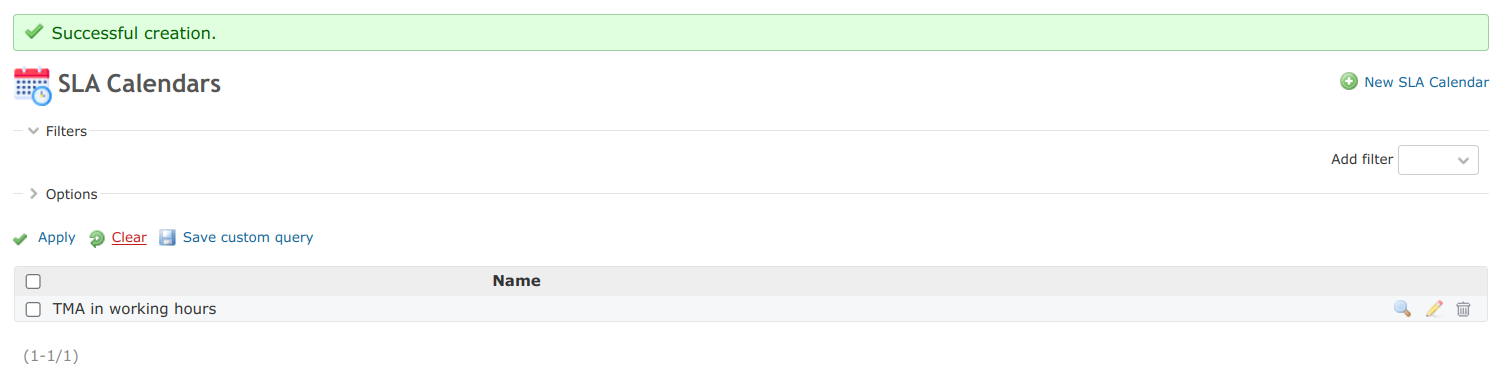 Successful creation.
SLA Calendars
New SLA Calendar
Filters
Add filter
Options
Apply Clear Save custom query
Name
TMA in working hours
(1-1/1)